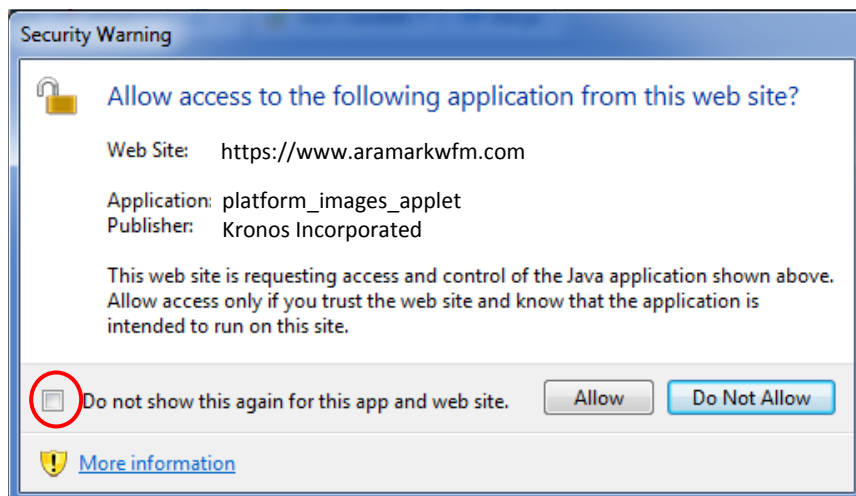 Security Warning
Allow access to the following application from this web site?
Web Site: https://www.aramarkwfm.com
Application: platform_images_applet
Publisher: Kronos Incorporated
This web site is requesting access and control of the Java application shown above.
Allow access only if you trust the web site and know that the application is
intended to run on this site.
Do not show this again for this app and web site. Allow Do Not Allow
More information